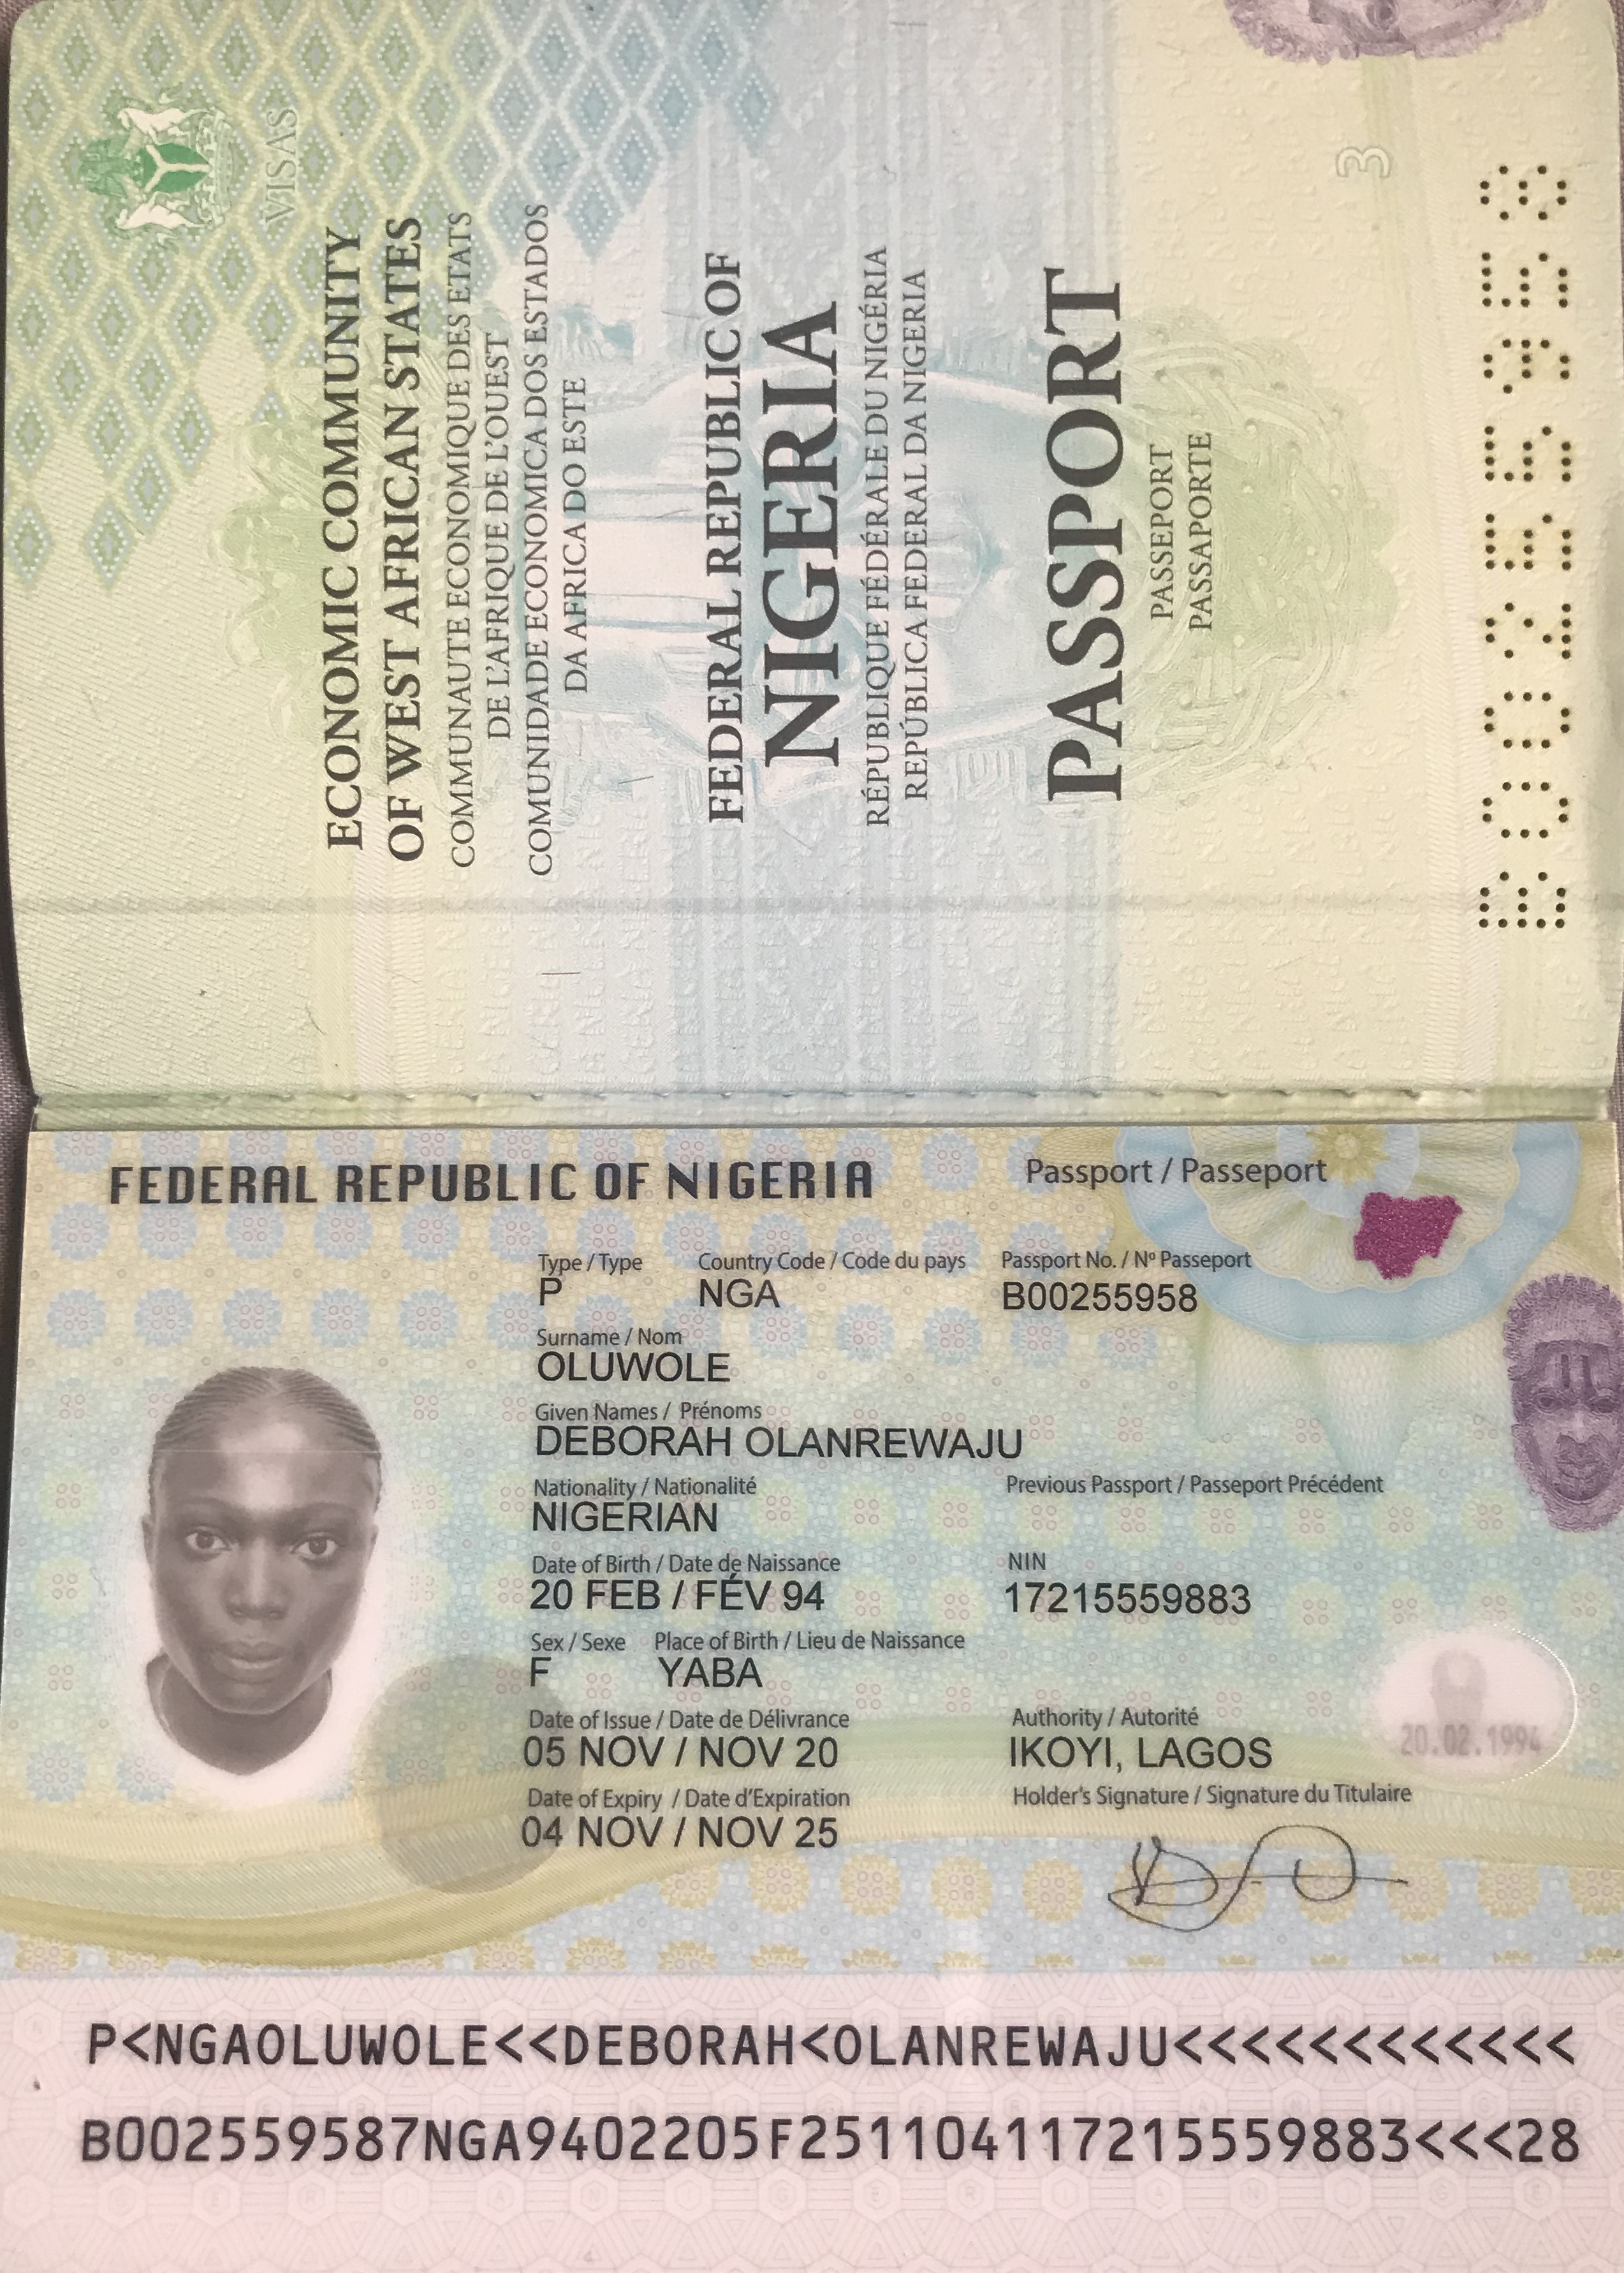 VISAS
ECONOMIC COMMUNITY
OF WEST AFRICAN STATES
COMMUNAUTE ECONOMIQUE DES ETATS
DE L'AFRIQUE DE L'OUEST
COMUNIDADE ECONOMICA DOS ESTADOS
DA AFRICA DO ESTE
FEDERAL REPUBLIC OF
NIGERIA
RÉPUBLIQUE FÉDÉRALE DU NIGÉRIA
REPÚBLICA FEDERAL DA NIGERIA
PASSPORT
PASSEPORT
PASSAPORTE
3
B00255958
FEDERAL REPUBLIC OF NIGERIA
Passport / Passeport
Type / Type Country Code / Code du pays Passport No. / Nº Passeport
P NGA B00255958
Surname / Nom
OLUWOLE
Given Names / Prénoms
DEBORAH OLANREWAJU
Nationality / Nationalité Previous Passport / Passeport Précédent
NIGERIAN
Date of Birth / Date de Naissance NIN
20 FEB / FÉV 94 17215559883
Sex / Sexe Place of Birth / Lieu de Naissance
F YABA
Date of Issue / Date de Délivrance Authority / Autorité
05 NOV / NOV 20 IKOYI, LAGOS
20.02.1994
Date of Expiry / Date d'Expiration Holder's Signature / Signature du Titulaire
04 NOV / NOV 25
P<NGAOLUWOLE<<DEBORAH<OLANREWAJU<<<<<<<<<<<<
B002559587NGA9402205F251104117215559883<<<28